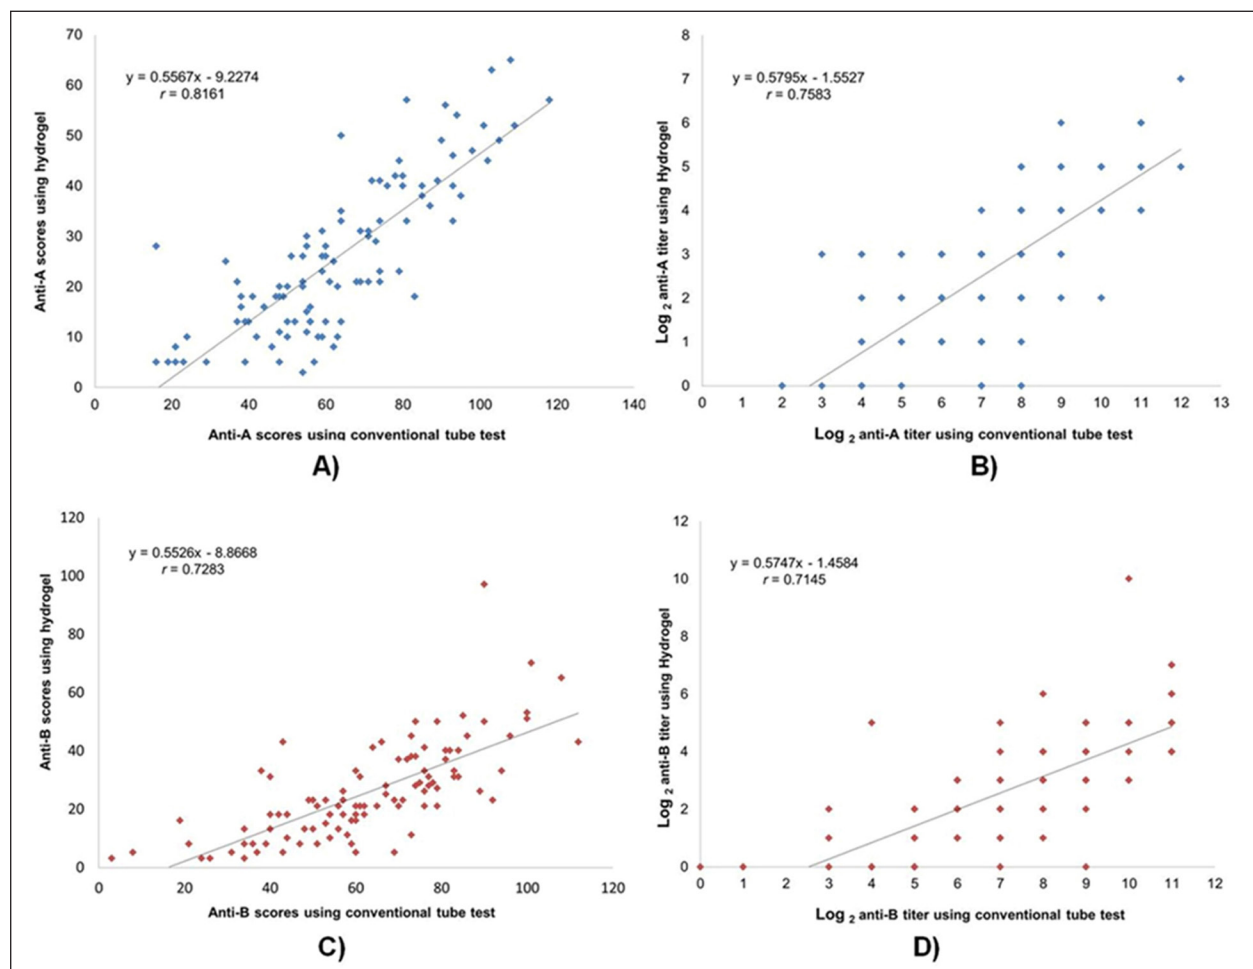 70
60
50
40
30
20
10
0
0 20 40 60 80 100 120 140
Anti-A scores using hydrogel
y = 0.5567x - 9.2274
r = 0.8161
Anti-A scores using conventional tube test
A)
8
7
6
5
4
3
2
1
0
0 1 2 3 4 5 6 7 8 9 10 11 12 13
Log 2 anti-A titer using Hydrogel
y = 0.5795x - 1.5527
r = 0.7583
Log 2 anti-A titer using conventional tube test
B)
120
100
80
60
40
20
0
0 20 40 60 80 100 120
Anti-B scores using hydrogel
y = 0.5526x - 8.8668
r = 0.7283
Anti-B scores using conventional tube test
C)
12
10
8
6
4
2
0
0 1 2 3 4 5 6 7 8 9 10 11 12
Log 2 anti-B titer using Hydrogel
y = 0.5747x - 1.4584
r = 0.7145
Log 2 anti-B titer using conventional tube test
D)